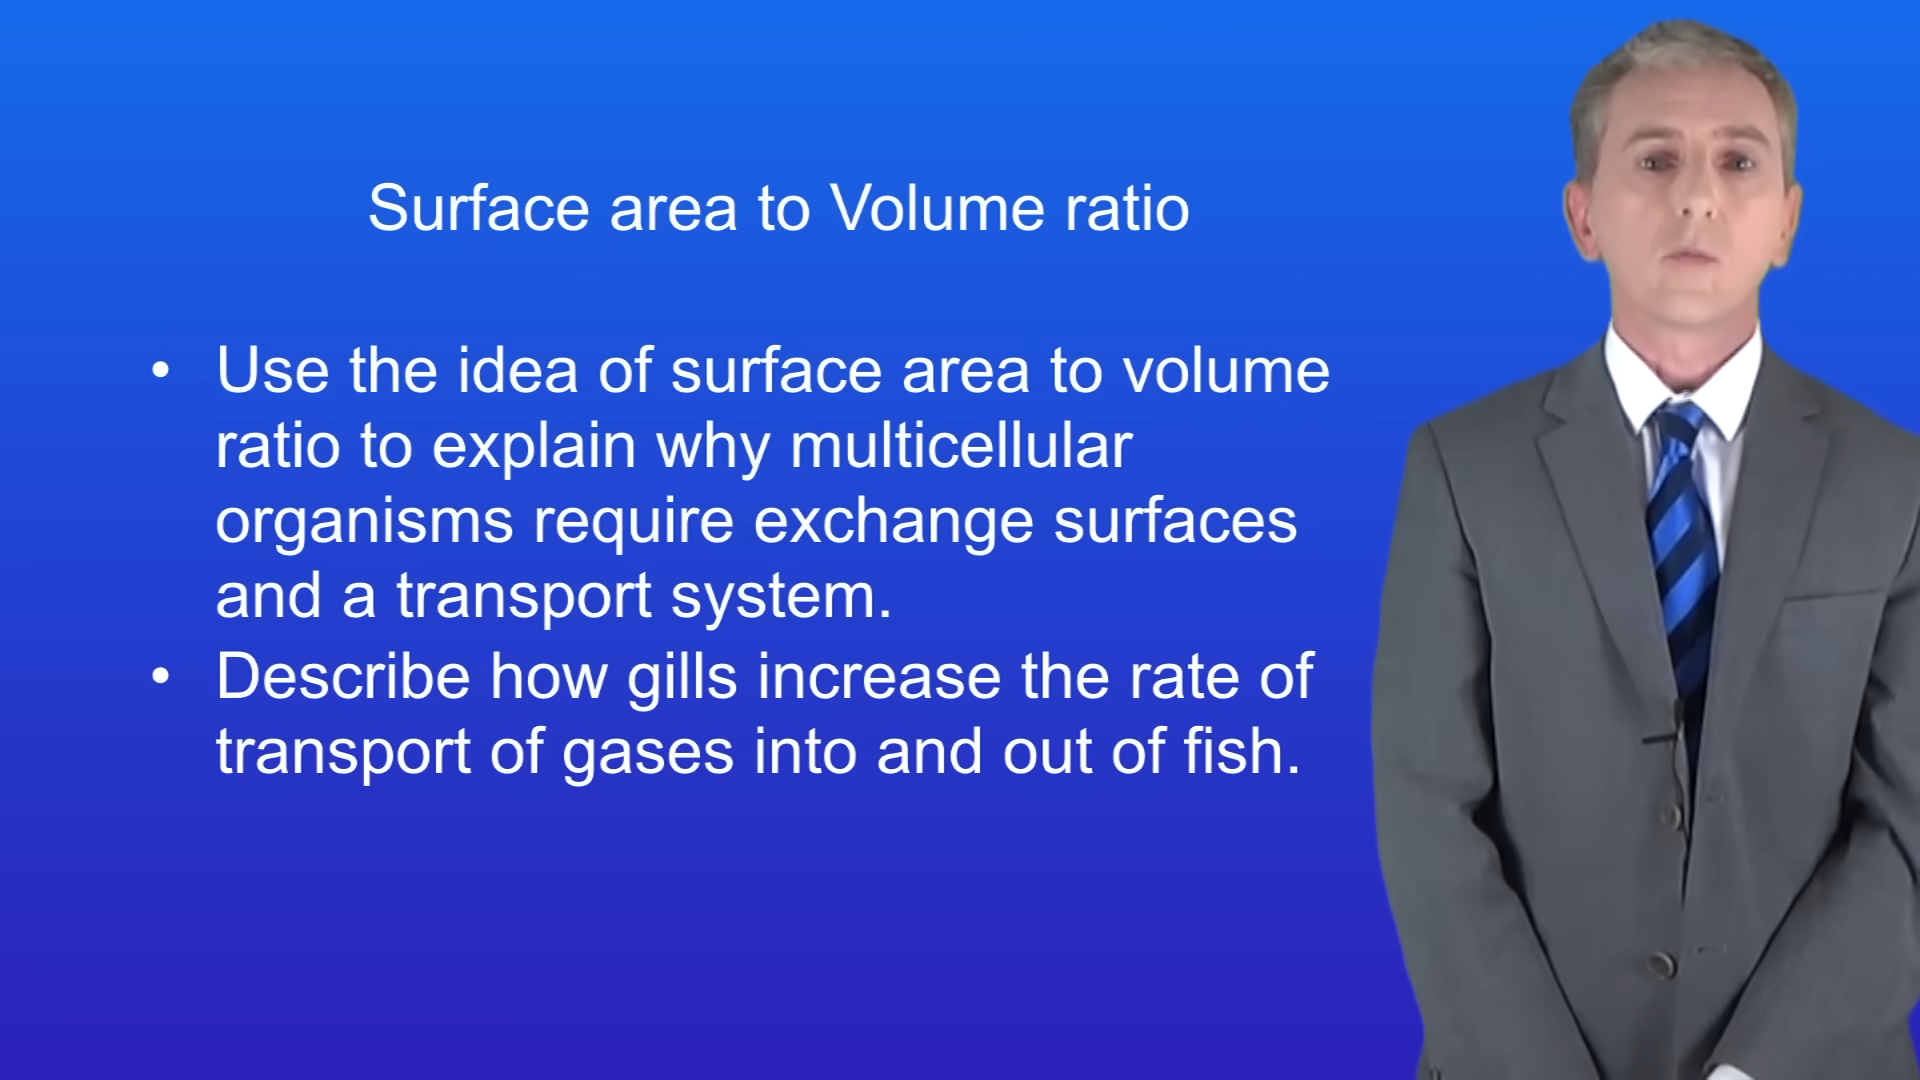 Surface area to Volume ratio
• Use the idea of surface area to volume
ratio to explain why multicellular
organisms require exchange surfaces
and a transport system.
• Describe how gills increase the rate of
transport of gases into and out of fish.